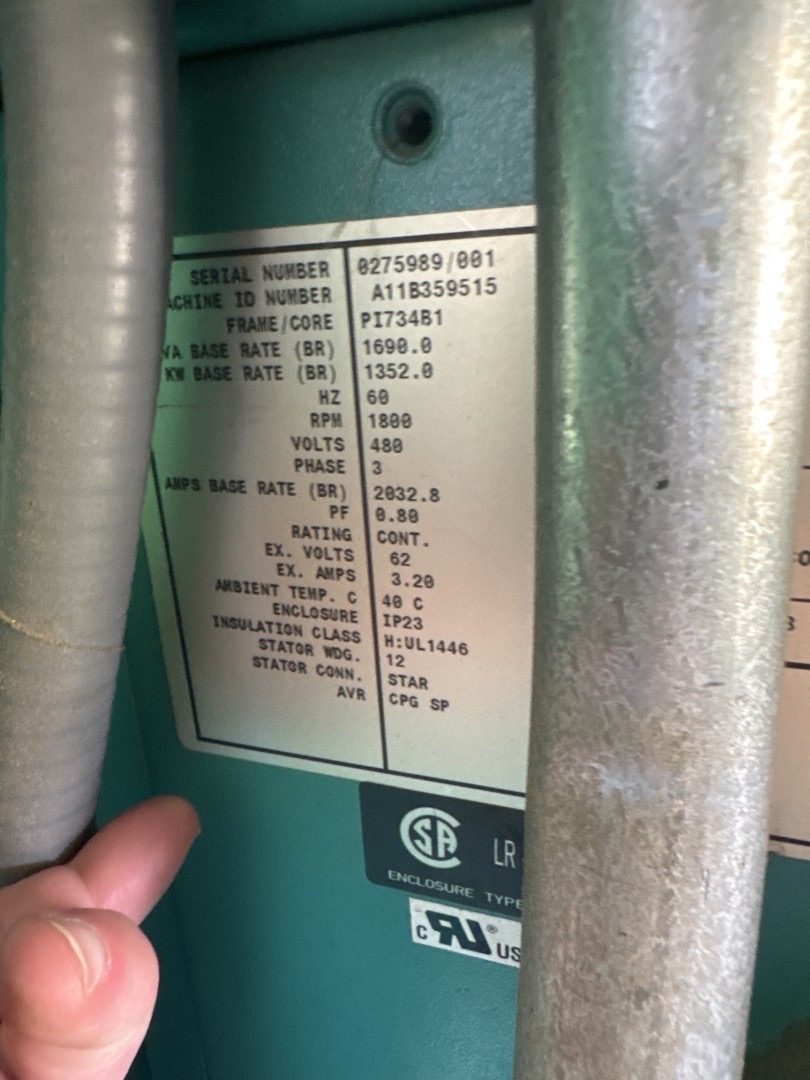 SERIAL NUMBER 0275989/001
ACHINE ID NUMBER A11B359515
FRAME/CORE PI734B1
VA BASE RATE (BR) 1690.0
KW BASE RATE (BR) 1352.0
HZ 60
RPM 1800
VOLTS 480
PHASE 3
AMPS BASE RATE (BR) 2032.8
PF 0.80
RATING CONT.
EX. VOLTS 62
EX. AMPS 3.20
AMBIENT TEMP. C 40 C
ENCLOSURE IP23
INSULATION CLASS H:UL1446
STATOR WDG. 12
STATOR CONN. STAR
AVR CPG SP
SA LR
ENCLOSURE TYPE
C RU ® US